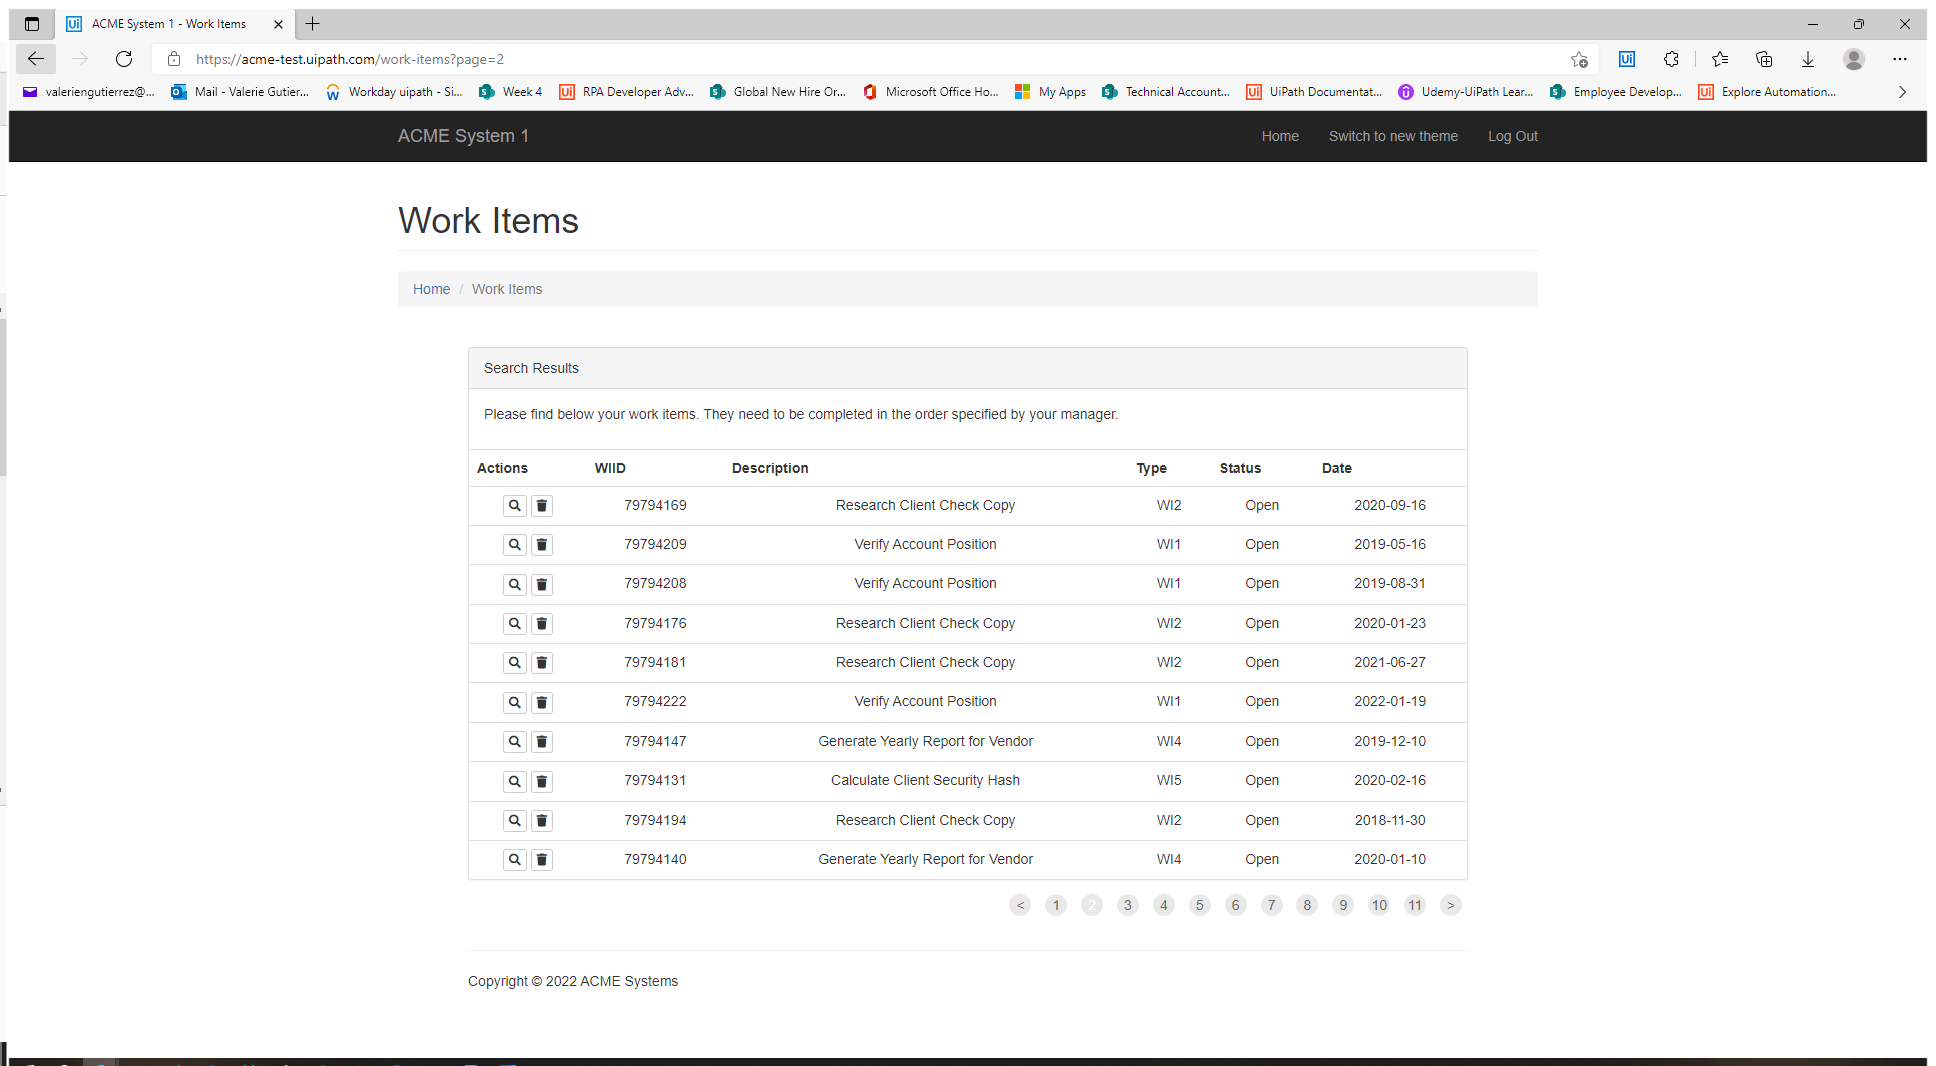 ACME System 1 - Work Items
https://acme-test.uipath.com/work-items?page=2
valeriengutierrez@... Mail - Valerie Gutier... Workday uipath - Si... Week 4 RPA Developer Adv... Global New Hire Or... Microsoft Office Ho... My Apps Technical Account... UiPath Documentat... Udemy-UiPath Lear... Employee Develop... Explore Automation...
ACME System 1 Home Switch to new theme Log Out
Work Items
Home / Work Items
Search Results
Please find below your work items. They need to be completed in the order specified by your manager.
Actions WIID Description Type Status Date
79794169 Research Client Check Copy WI2 Open 2020-09-16
79794209 Verify Account Position WI1 Open 2019-05-16
79794208 Verify Account Position WI1 Open 2019-08-31
79794176 Research Client Check Copy WI2 Open 2020-01-23
79794181 Research Client Check Copy WI2 Open 2021-06-27
79794222 Verify Account Position WI1 Open 2022-01-19
79794147 Generate Yearly Report for Vendor WI4 Open 2019-12-10
79794131 Calculate Client Security Hash WI5 Open 2020-02-16
79794194 Research Client Check Copy WI2 Open 2018-11-30
79794140 Generate Yearly Report for Vendor WI4 Open 2020-01-10
< 1 2 3 4 5 6 7 8 9 10 11 >
Copyright © 2022 ACME Systems